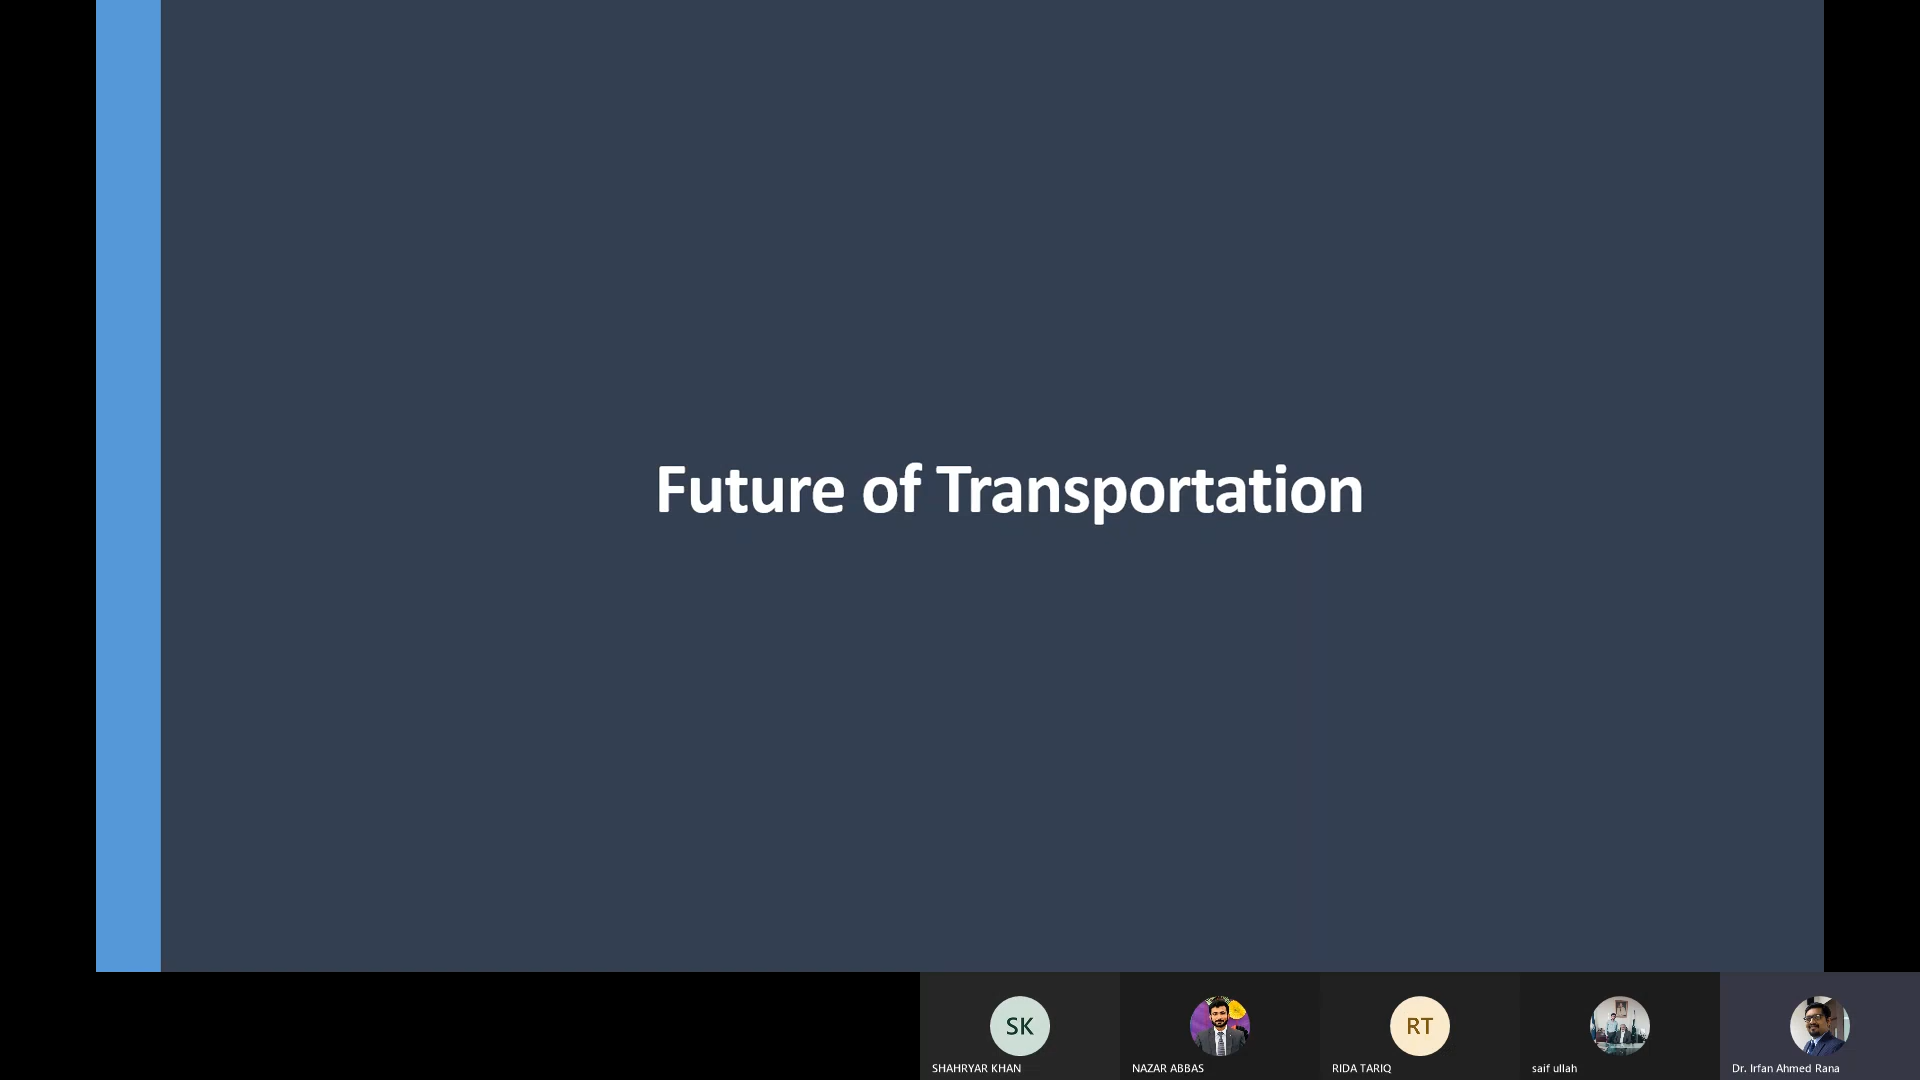 Future of Transportation
SK
RT
SHAHRYAR KHAN
NAZAR ABBAS
RIDA TARIQ
saif ullah
Dr. Irfan Ahmed Rana